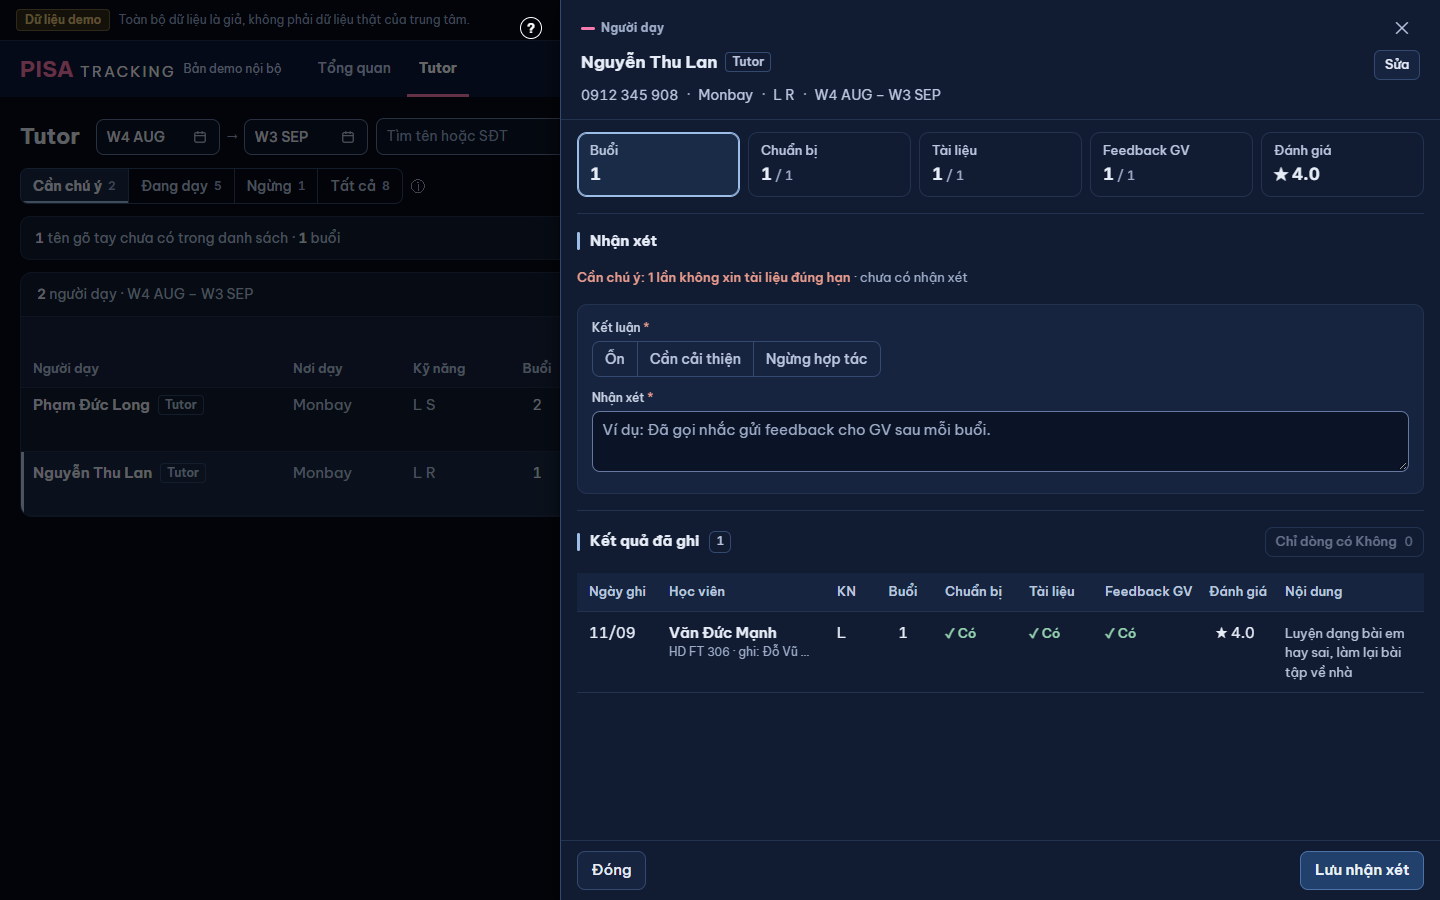 Dữ liệu demo Toàn bộ dữ liệu là giả, không phải dữ liệu thật của trung tâm.
?
PISA TRACKING Bản demo nội bộ Tổng quan Tutor
Tutor W4 AUG → W3 SEP Tìm tên hoặc SĐT
Cần chú ý 2 Đang dạy 5 Ngừng 1 Tất cả 8
1 tên gõ tay chưa có trong danh sách · 1 buổi
2 người dạy · W4 AUG – W3 SEP
Người dạy Nơi dạy Kỹ năng Buổi
Phạm Đức Long Tutor Monbay L S 2
Nguyễn Thu Lan Tutor Monbay L R 1
Người dạy
Nguyễn Thu Lan Tutor Sửa
0912 345 908 · Monbay · L R · W4 AUG – W3 SEP
Buổi
1
Chuẩn bị
1 / 1
Tài liệu
1 / 1
Feedback GV
1 / 1
Đánh giá
★ 4.0
Nhận xét
Cần chú ý: 1 lần không xin tài liệu đúng hạn · chưa có nhận xét
Kết luận *
Ổn Cần cải thiện Ngừng hợp tác
Nhận xét *
Ví dụ: Đã gọi nhắc gửi feedback cho GV sau mỗi buổi.
Kết quả đã ghi 1 Chỉ dòng có Không 0
Ngày ghi Học viên KN Buổi Chuẩn bị Tài liệu Feedback GV Đánh giá Nội dung
11/09 Văn Đức Mạnh L 1 ✓ Có ✓ Có ✓ Có ★ 4.0
HD FT 306 · ghi: Đỗ Vũ ...
Luyện dạng bài em
hay sai, làm lại bài
tập về nhà
Đóng Lưu nhận xét